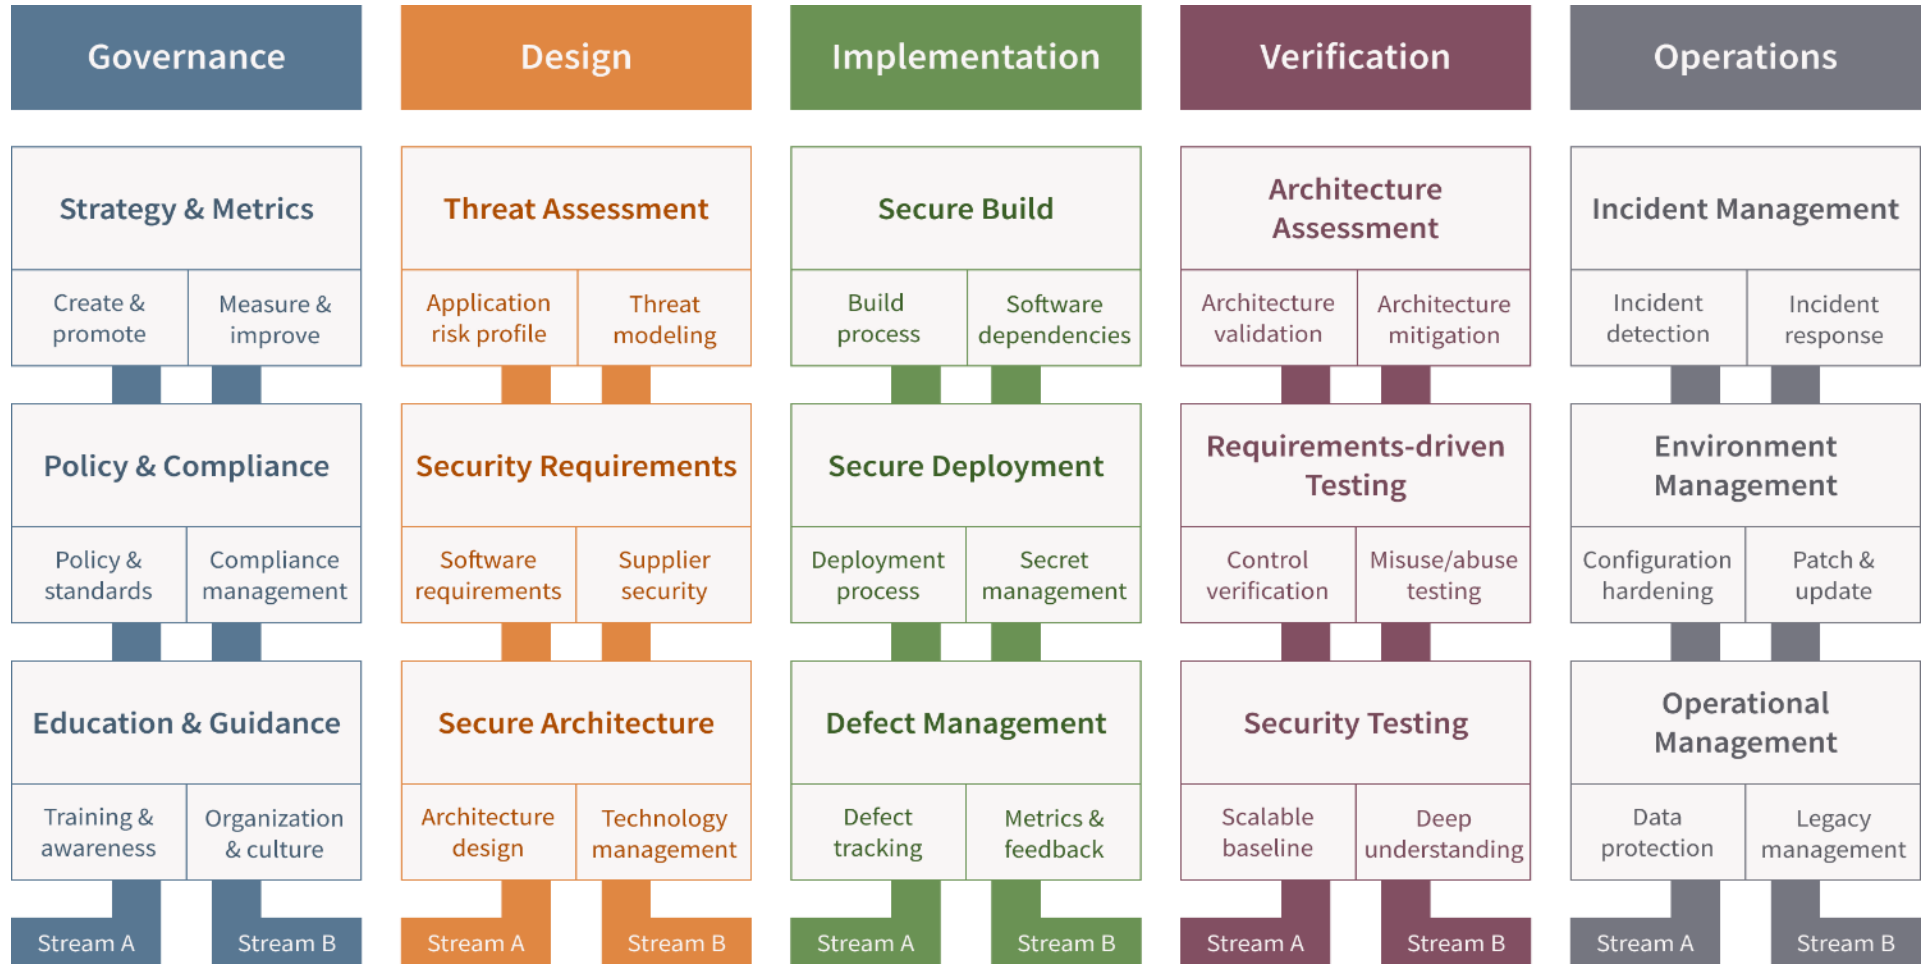 Governance
Design
Implementation
Verification
Operations
Strategy & Metrics
Create &
promote
Measure &
improve
Policy & Compliance
Policy &
standards
Compliance
management
Education & Guidance
Training &
awareness
Organization
& culture
Stream A
Stream B
Threat Assessment
Application
risk profile
Threat
modeling
Security Requirements
Software
requirements
Supplier
security
Secure Architecture
Architecture
design
Technology
management
Stream A
Stream B
Secure Build
Build
process
Software
dependencies
Secure Deployment
Deployment
process
Secret
management
Defect Management
Defect
tracking
Metrics &
feedback
Stream A
Stream B
Architecture
Assessment
Architecture
validation
Architecture
mitigation
Requirements-driven
Testing
Control
verification
Misuse/abuse
testing
Security Testing
Scalable
baseline
Deep
understanding
Stream A
Stream B
Incident Management
Incident
detection
Incident
response
Environment
Management
Configuration
hardening
Patch &
update
Operational
Management
Data
protection
Legacy
management
Stream A
Stream B